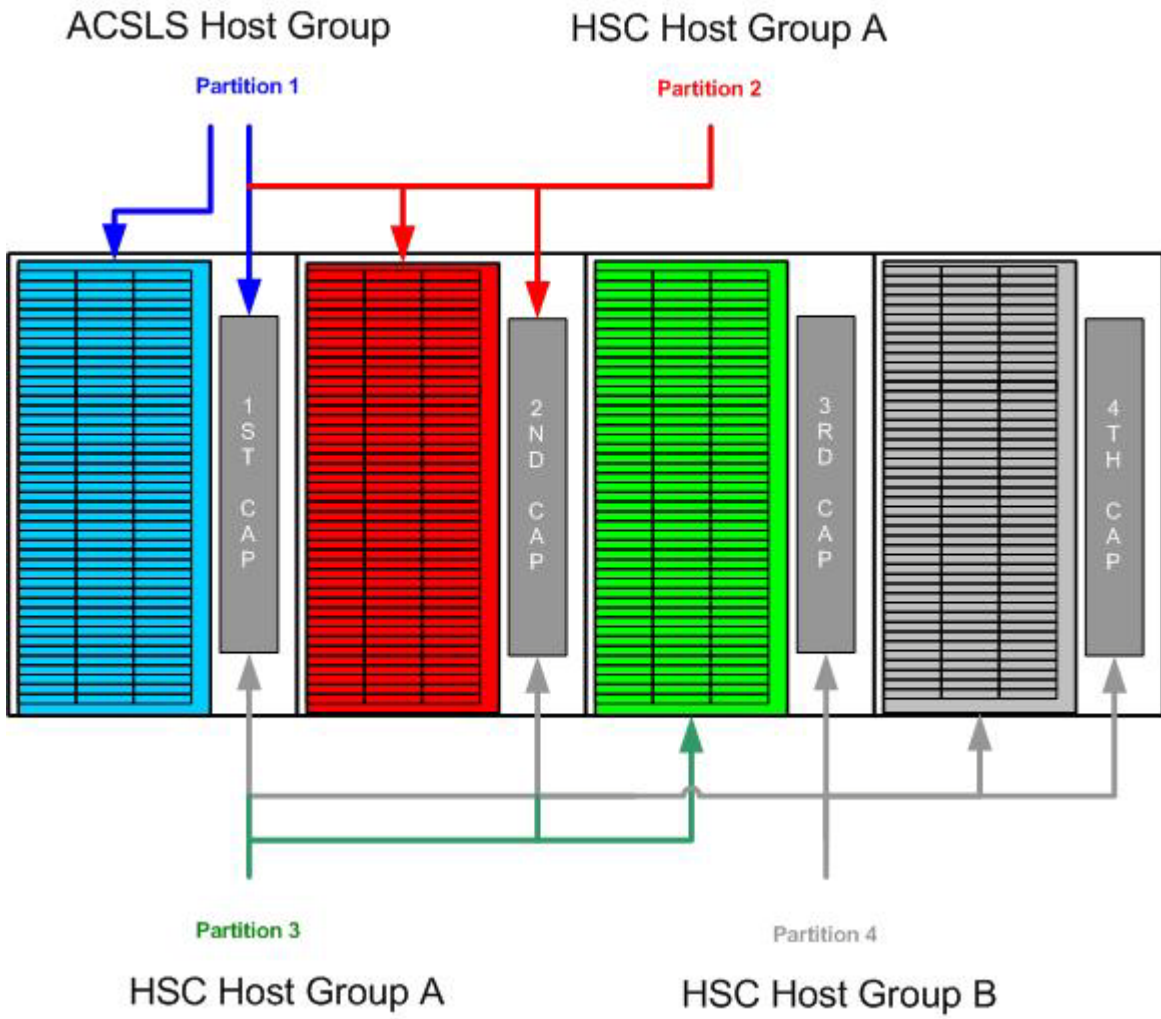 ACSLS Host Group
HSC Host Group A
Partition 1
Partition 2
1ST CAP
2ND CAP
3RD CAP
4TH CAP
Partition 3
Partition 4
HSC Host Group A
HSC Host Group B